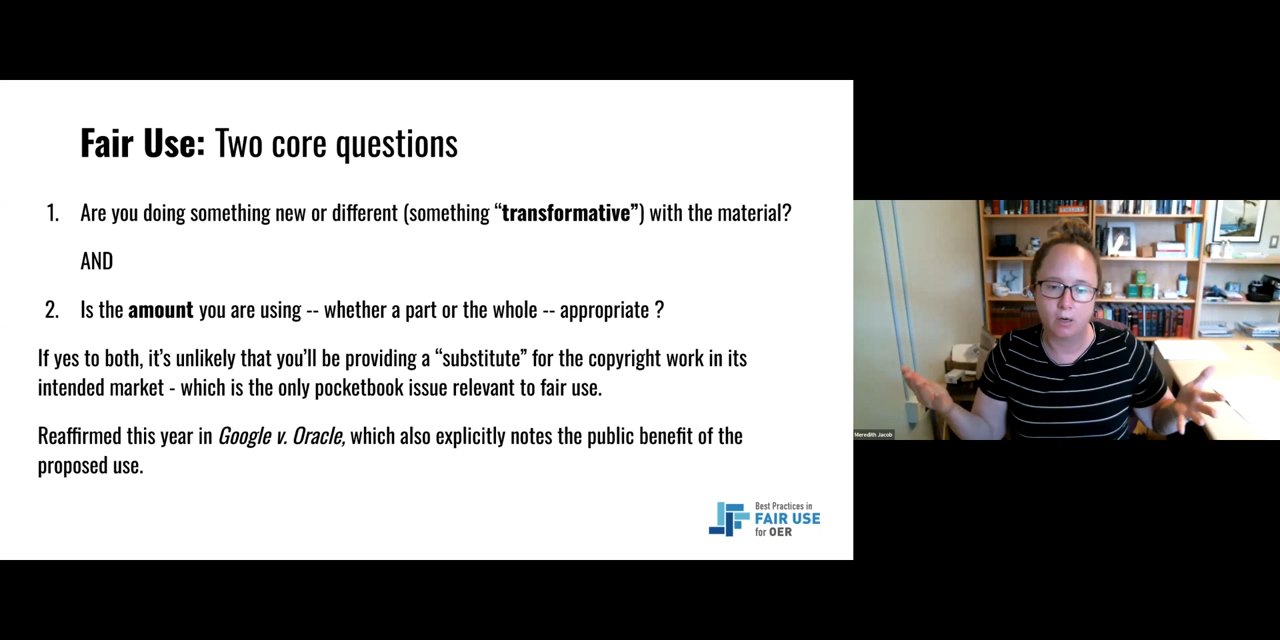 Fair Use: Two core questions
1. Are you doing something new or different (something “transformative”) with the material?
AND
2. Is the amount you are using -- whether a part or the whole -- appropriate ?
If yes to both, it’s unlikely that you’ll be providing a “substitute” for the copyright work in its
intended market - which is the only pocketbook issue relevant to fair use.
Reaffirmed this year in Google v. Oracle, which also explicitly notes the public benefit of the
proposed use.
Best Practices in
FAIR USE
for OER
Meredith Jacob